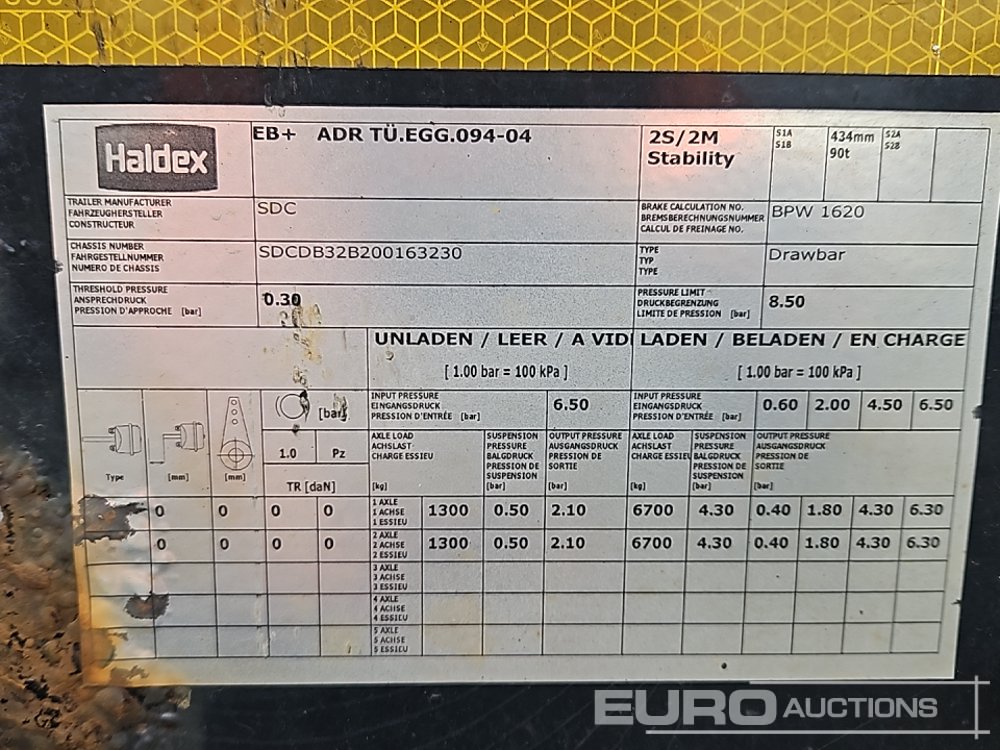 Haldex
EB+ ADR TÜ.EGG.094-04
2S/2M
Stability
S1A
S1B
434mm
90t
S2A
S2B
TRAILER MANUFACTURER
FAHRZEUGHERSTELLER
CONSTRUCTEUR
SDC
BRAKE CALCULATION NO.
BREMSBERECHNUNGSNUMMER
CALCUL DE FREINAGE NO.
BPW 1620
CHASSIS NUMBER
FAHRGESTELLNUMMER
NUMERO DE CHASSIS
SDCDB32B200163230
TYPE
TYP
TYPE
Drawbar
THRESHOLD PRESSURE
ANSPRECHDRUCK
PRESSION D'APPROCHE [bar]
0.30
PRESSURE LIMIT
DRUCKBEGRENZUNG
LIMITE DE PRESSION [bar]
8.50
UNLADEN / LEER / A VID
[ 1.00 bar = 100 kPa ]
LADEN / BELADEN / EN CHARGE
[ 1.00 bar = 100 kPa ]
Type
[mm]
[mm]
[bar]
1.0 Pz
TR [daN]
INPUT PRESSURE
EINGANGSDRUCK
PRESSION D'ENTRÉE [bar]
6.50
INPUT PRESSURE
EINGANGSDRUCK
PRESSION D'ENTRÉE [bar]
0.60 2.00 4.50 6.50
AXLE LOAD
ACHSLAST
CHARGE ESSIEU
[kg]
SUSPENSION
PRESSURE
BALGDRUCK
PRESSION DE
SUSPENSION
[bar]
OUTPUT PRESSURE
AUSGANGSDRUCK
PRESSION DE
SORTIE
[bar]
AXLE LOAD
ACHSLAST
CHARGE ESSIEU
[kg]
SUSPENSION
PRESSURE
BALGDRUCK
PRESSION DE
SUSPENSION
[bar]
OUTPUT PRESSURE
AUSGANGSDRUCK
PRESSION DE
SORTIE
[bar]
0 0 0 0
1 AXLE
1 ACHSE
1 ESSIEU
1300 0.50 2.10 6700 4.30 0.40 1.80 4.30 6.30
0 0 0 0
2 AXLE
2 ACHSE
2 ESSIEU
1300 0.50 2.10 6700 4.30 0.40 1.80 4.30 6.30
3 AXLE
3 ACHSE
3 ESSIEU
4 AXLE
4 ACHSE
4 ESSIEU
5 AXLE
5 ACHSE
5 ESSIEU
EURO AUCTIONS